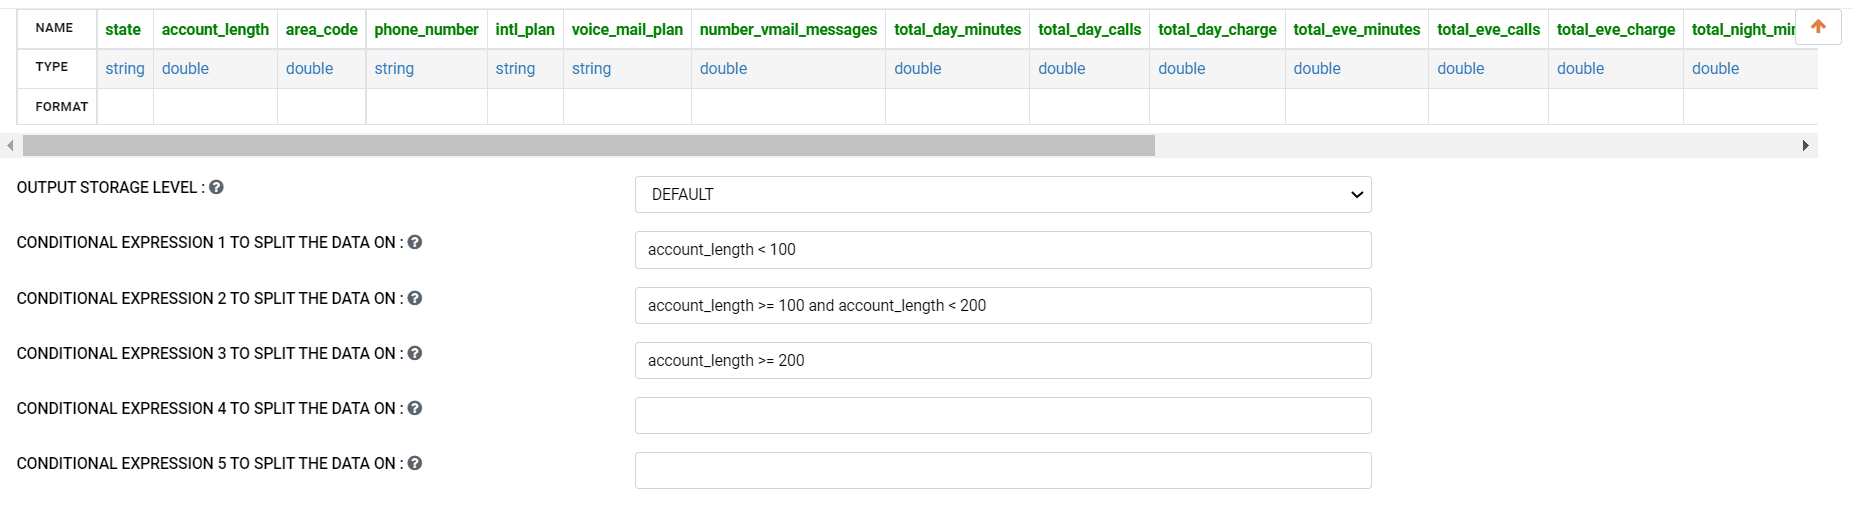 NAME state account_length area_code phone_number intl_plan voice_mail_plan number_vmail_messages total_day_minutes total_day_calls total_day_charge total_eve_minutes total_eve_calls total_eve_charge total_night_mi
TYPE string double double string string string double double double double double double double double
FORMAT
OUTPUT STORAGE LEVEL : DEFAULT
CONDITIONAL EXPRESSION 1 TO SPLIT THE DATA ON : account_length < 100
CONDITIONAL EXPRESSION 2 TO SPLIT THE DATA ON : account_length >= 100 and account_length < 200
CONDITIONAL EXPRESSION 3 TO SPLIT THE DATA ON : account_length >= 200
CONDITIONAL EXPRESSION 4 TO SPLIT THE DATA ON :
CONDITIONAL EXPRESSION 5 TO SPLIT THE DATA ON :